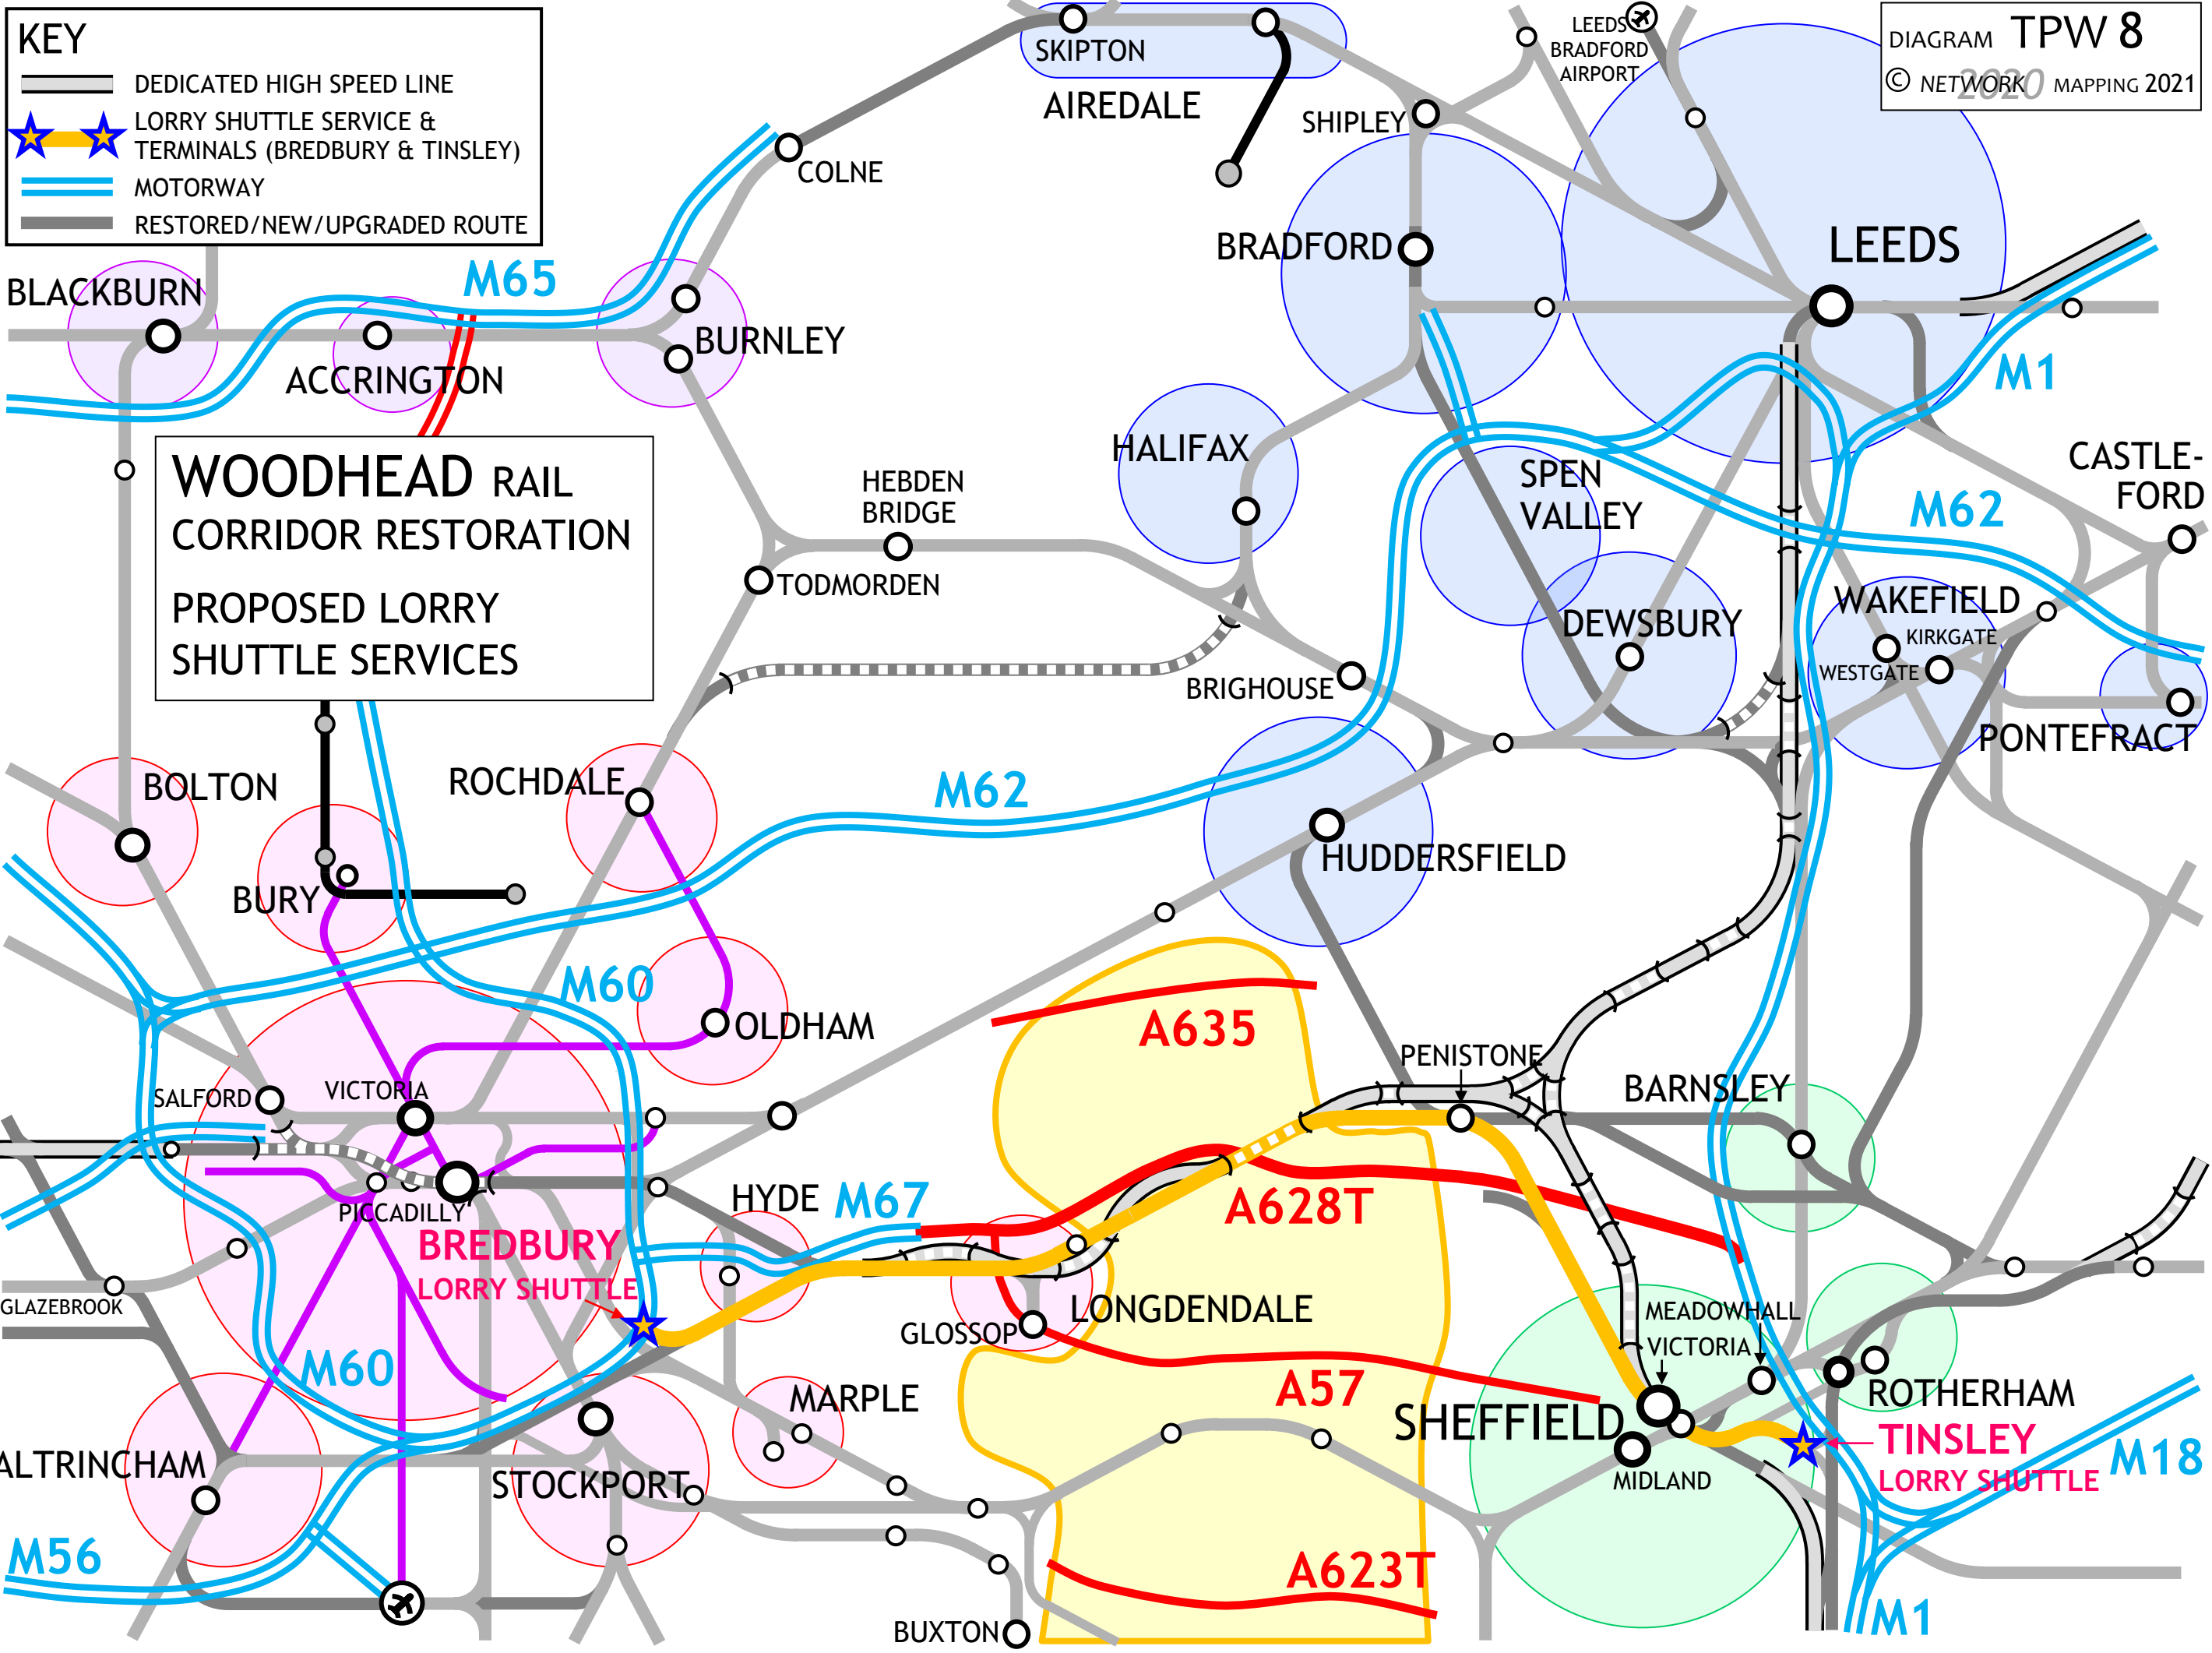 KEY
DEDICATED HIGH SPEED LINE
LORRY SHUTTLE SERVICE &
TERMINALS (BREDBURY & TINSLEY)
MOTORWAY
RESTORED/NEW/UPGRADED ROUTE
DIAGRAM TPW 8
© NETWORK 2020 MAPPING 2021
SKIPTON
AIREDALE
LEEDS
BRADFORD
AIRPORT
SHIPLEY
COLNE
BRADFORD
LEEDS
BLACKBURN
M65
BURNLEY
ACCRINGTON
M1
WOODHEAD RAIL
CORRIDOR RESTORATION
PROPOSED LORRY
SHUTTLE SERVICES
HALIFAX
HEBDEN
BRIDGE
SPEN
VALLEY
CASTLE-
FORD
M62
TODMORDEN
DEWSBURY
WAKEFIELD
KIRKGATE
WESTGATE
BRIGHOUSE
PONTEFRACT
BOLTON
ROCHDALE
M62
HUDDERSFIELD
BURY
M60
OLDHAM
A635
PENISTONE
BARNSLEY
SALFORD
VICTORIA
PICCADILLY
HYDE
M67
A628T
BREDBURY
LORRY SHUTTLE
GLAZEBROOK
GLOSSOP
LONGDENDALE
MEADOWHALL
VICTORIA
M60
MARPLE
A57
SHEFFIELD
ROTHERHAM
TINSLEY
LORRY SHUTTLE
M18
ALTRINCHAM
STOCKPORT
MIDLAND
M56
A623T
BUXTON
M1